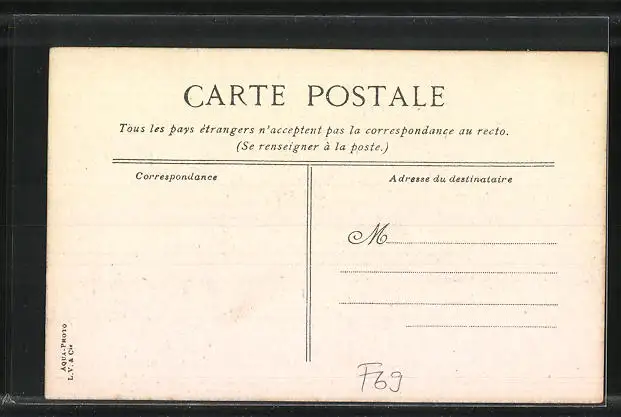 CARTE POSTALE
Tous les pays étrangers n'acceptent pas la correspondance au recto.
(Se renseigner à la poste.)
Correspondance
Adresse du destinataire
M
AQUA-PHOTO
L. V. & Cie
F69